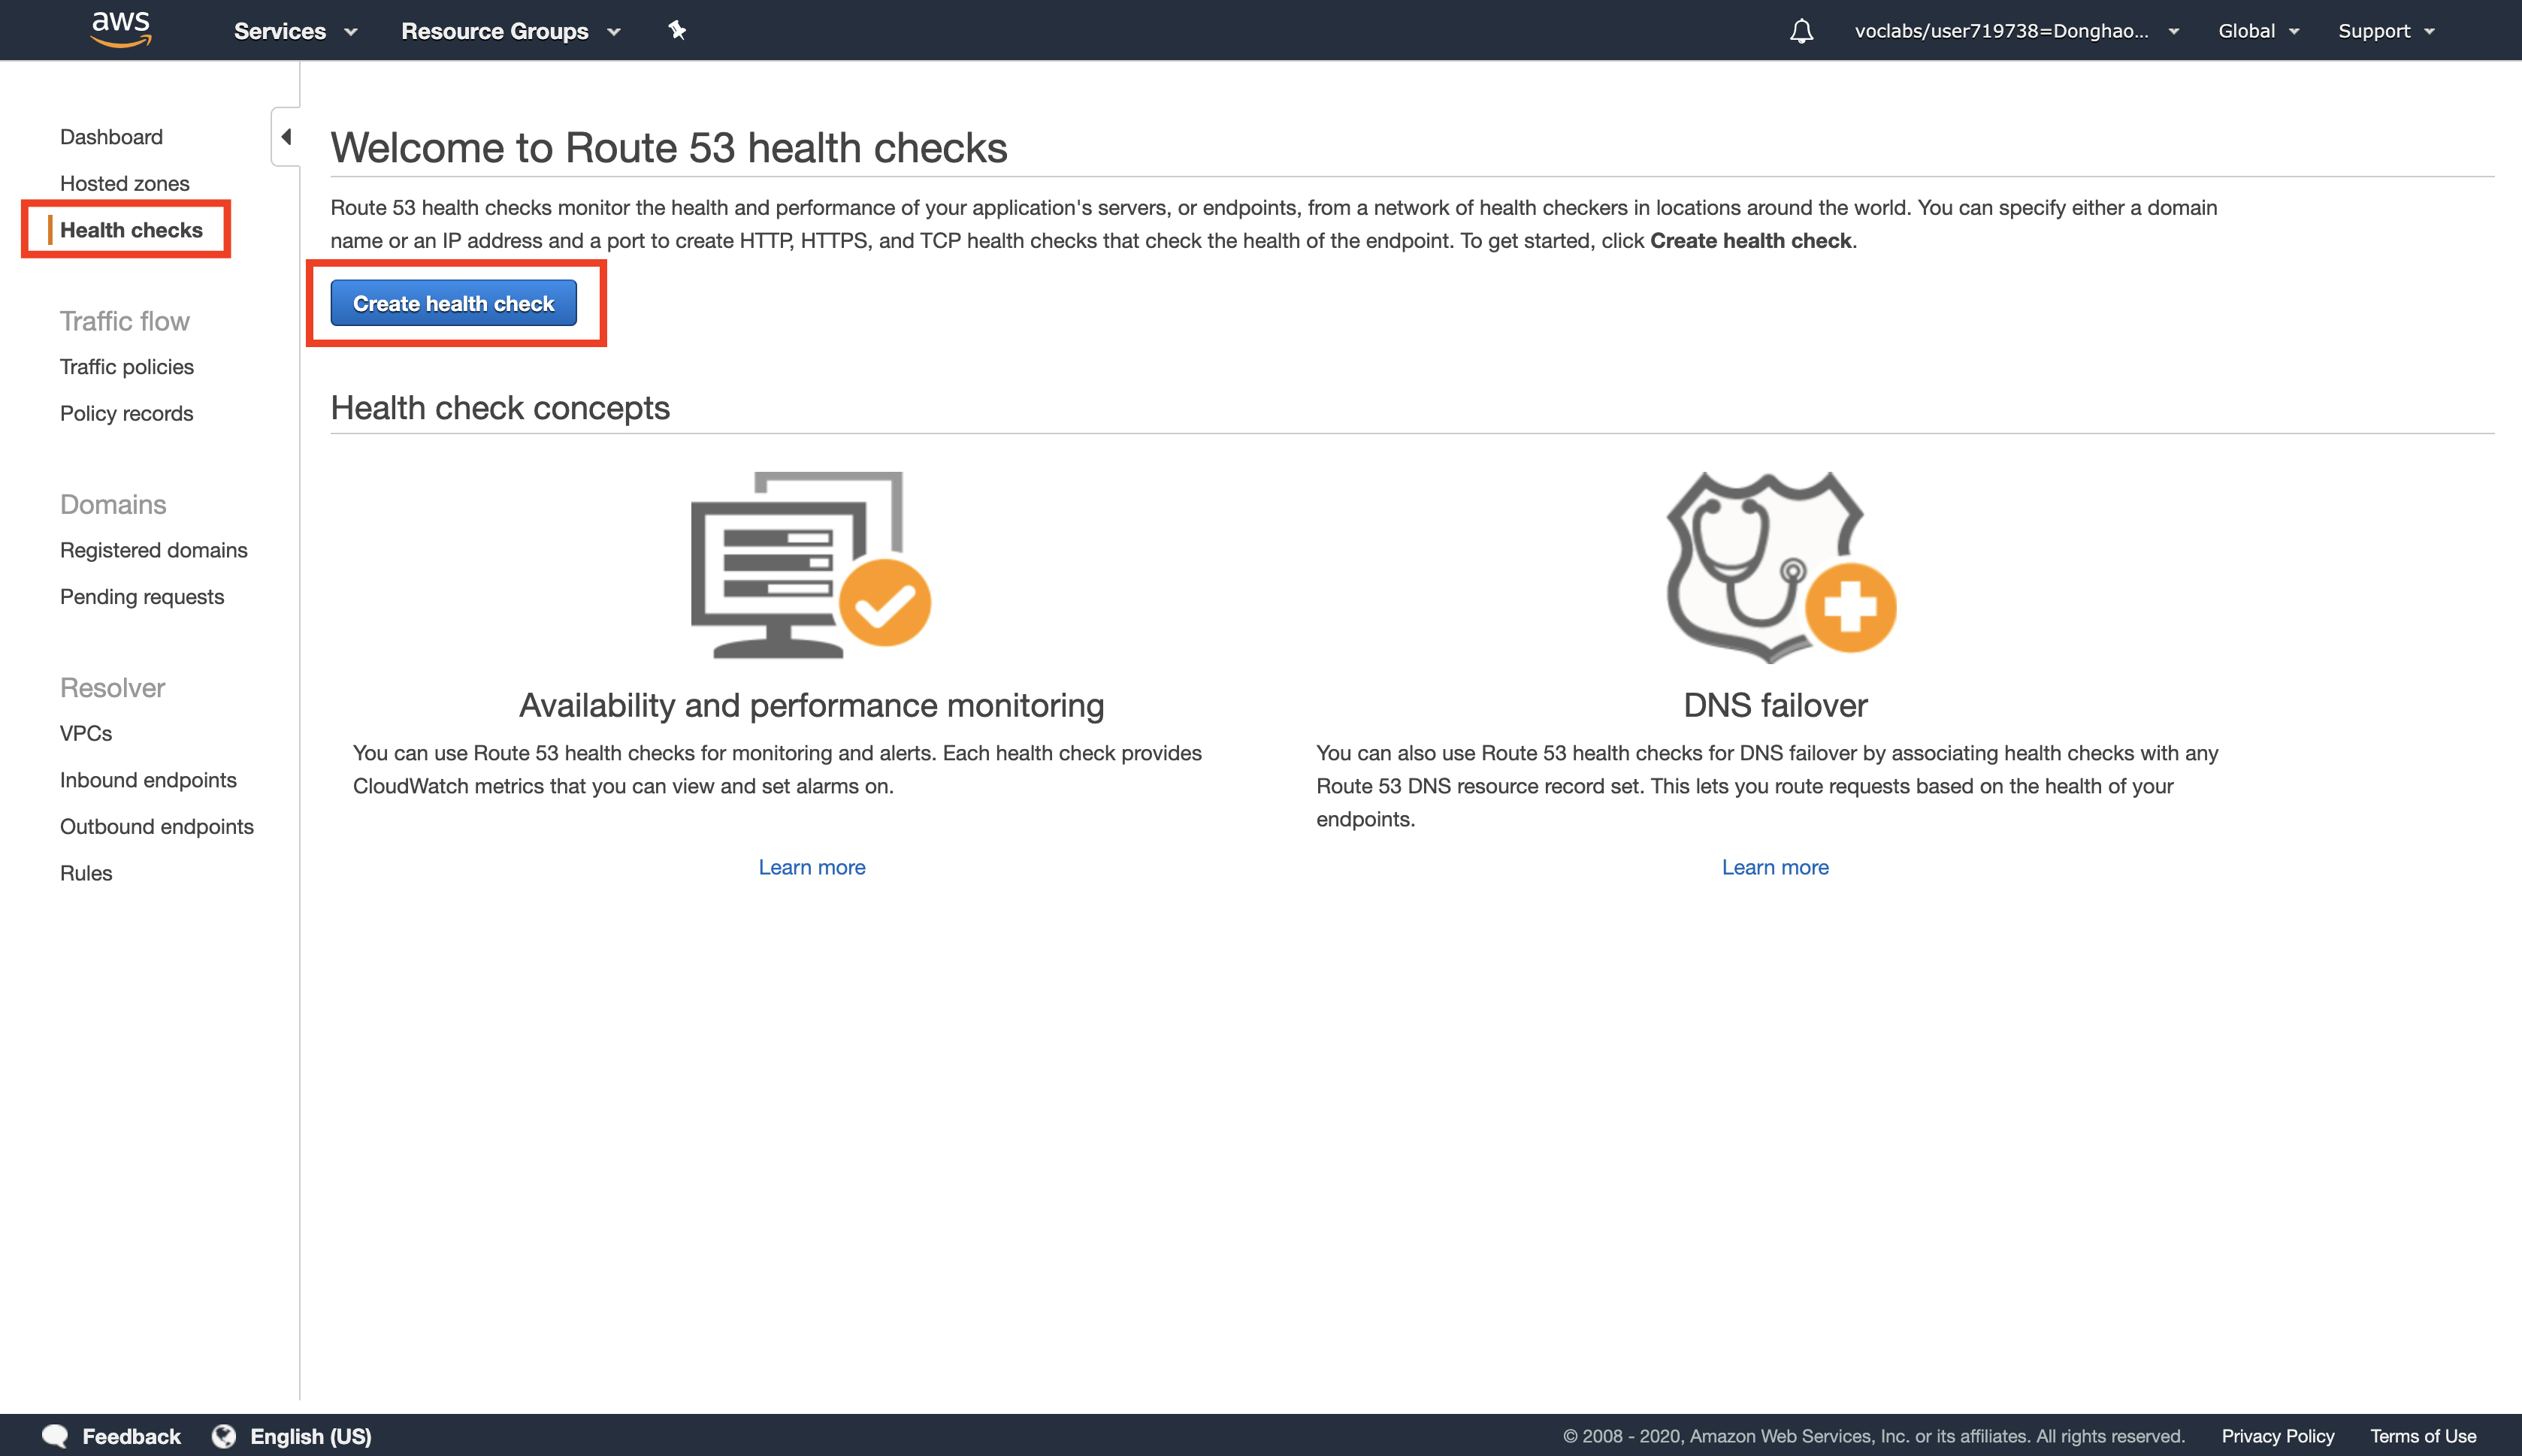 aws Services Resource Groups voclabs/user719738=Donghao... Global Support
Dashboard
Hosted zones
Health checks
Traffic flow
Traffic policies
Policy records
Domains
Registered domains
Pending requests
Resolver
VPCs
Inbound endpoints
Outbound endpoints
Rules
Welcome to Route 53 health checks
Route 53 health checks monitor the health and performance of your application's servers, or endpoints, from a network of health checkers in locations around the world. You can specify either a domain
name or an IP address and a port to create HTTP, HTTPS, and TCP health checks that check the health of the endpoint. To get started, click Create health check.
Create health check
Health check concepts
Availability and performance monitoring
You can use Route 53 health checks for monitoring and alerts. Each health check provides
CloudWatch metrics that you can view and set alarms on.
Learn more
DNS failover
You can also use Route 53 health checks for DNS failover by associating health checks with any
Route 53 DNS resource record set. This lets you route requests based on the health of your
endpoints.
Learn more
Feedback English (US) © 2008 - 2020, Amazon Web Services, Inc. or its affiliates. All rights reserved. Privacy Policy Terms of Use